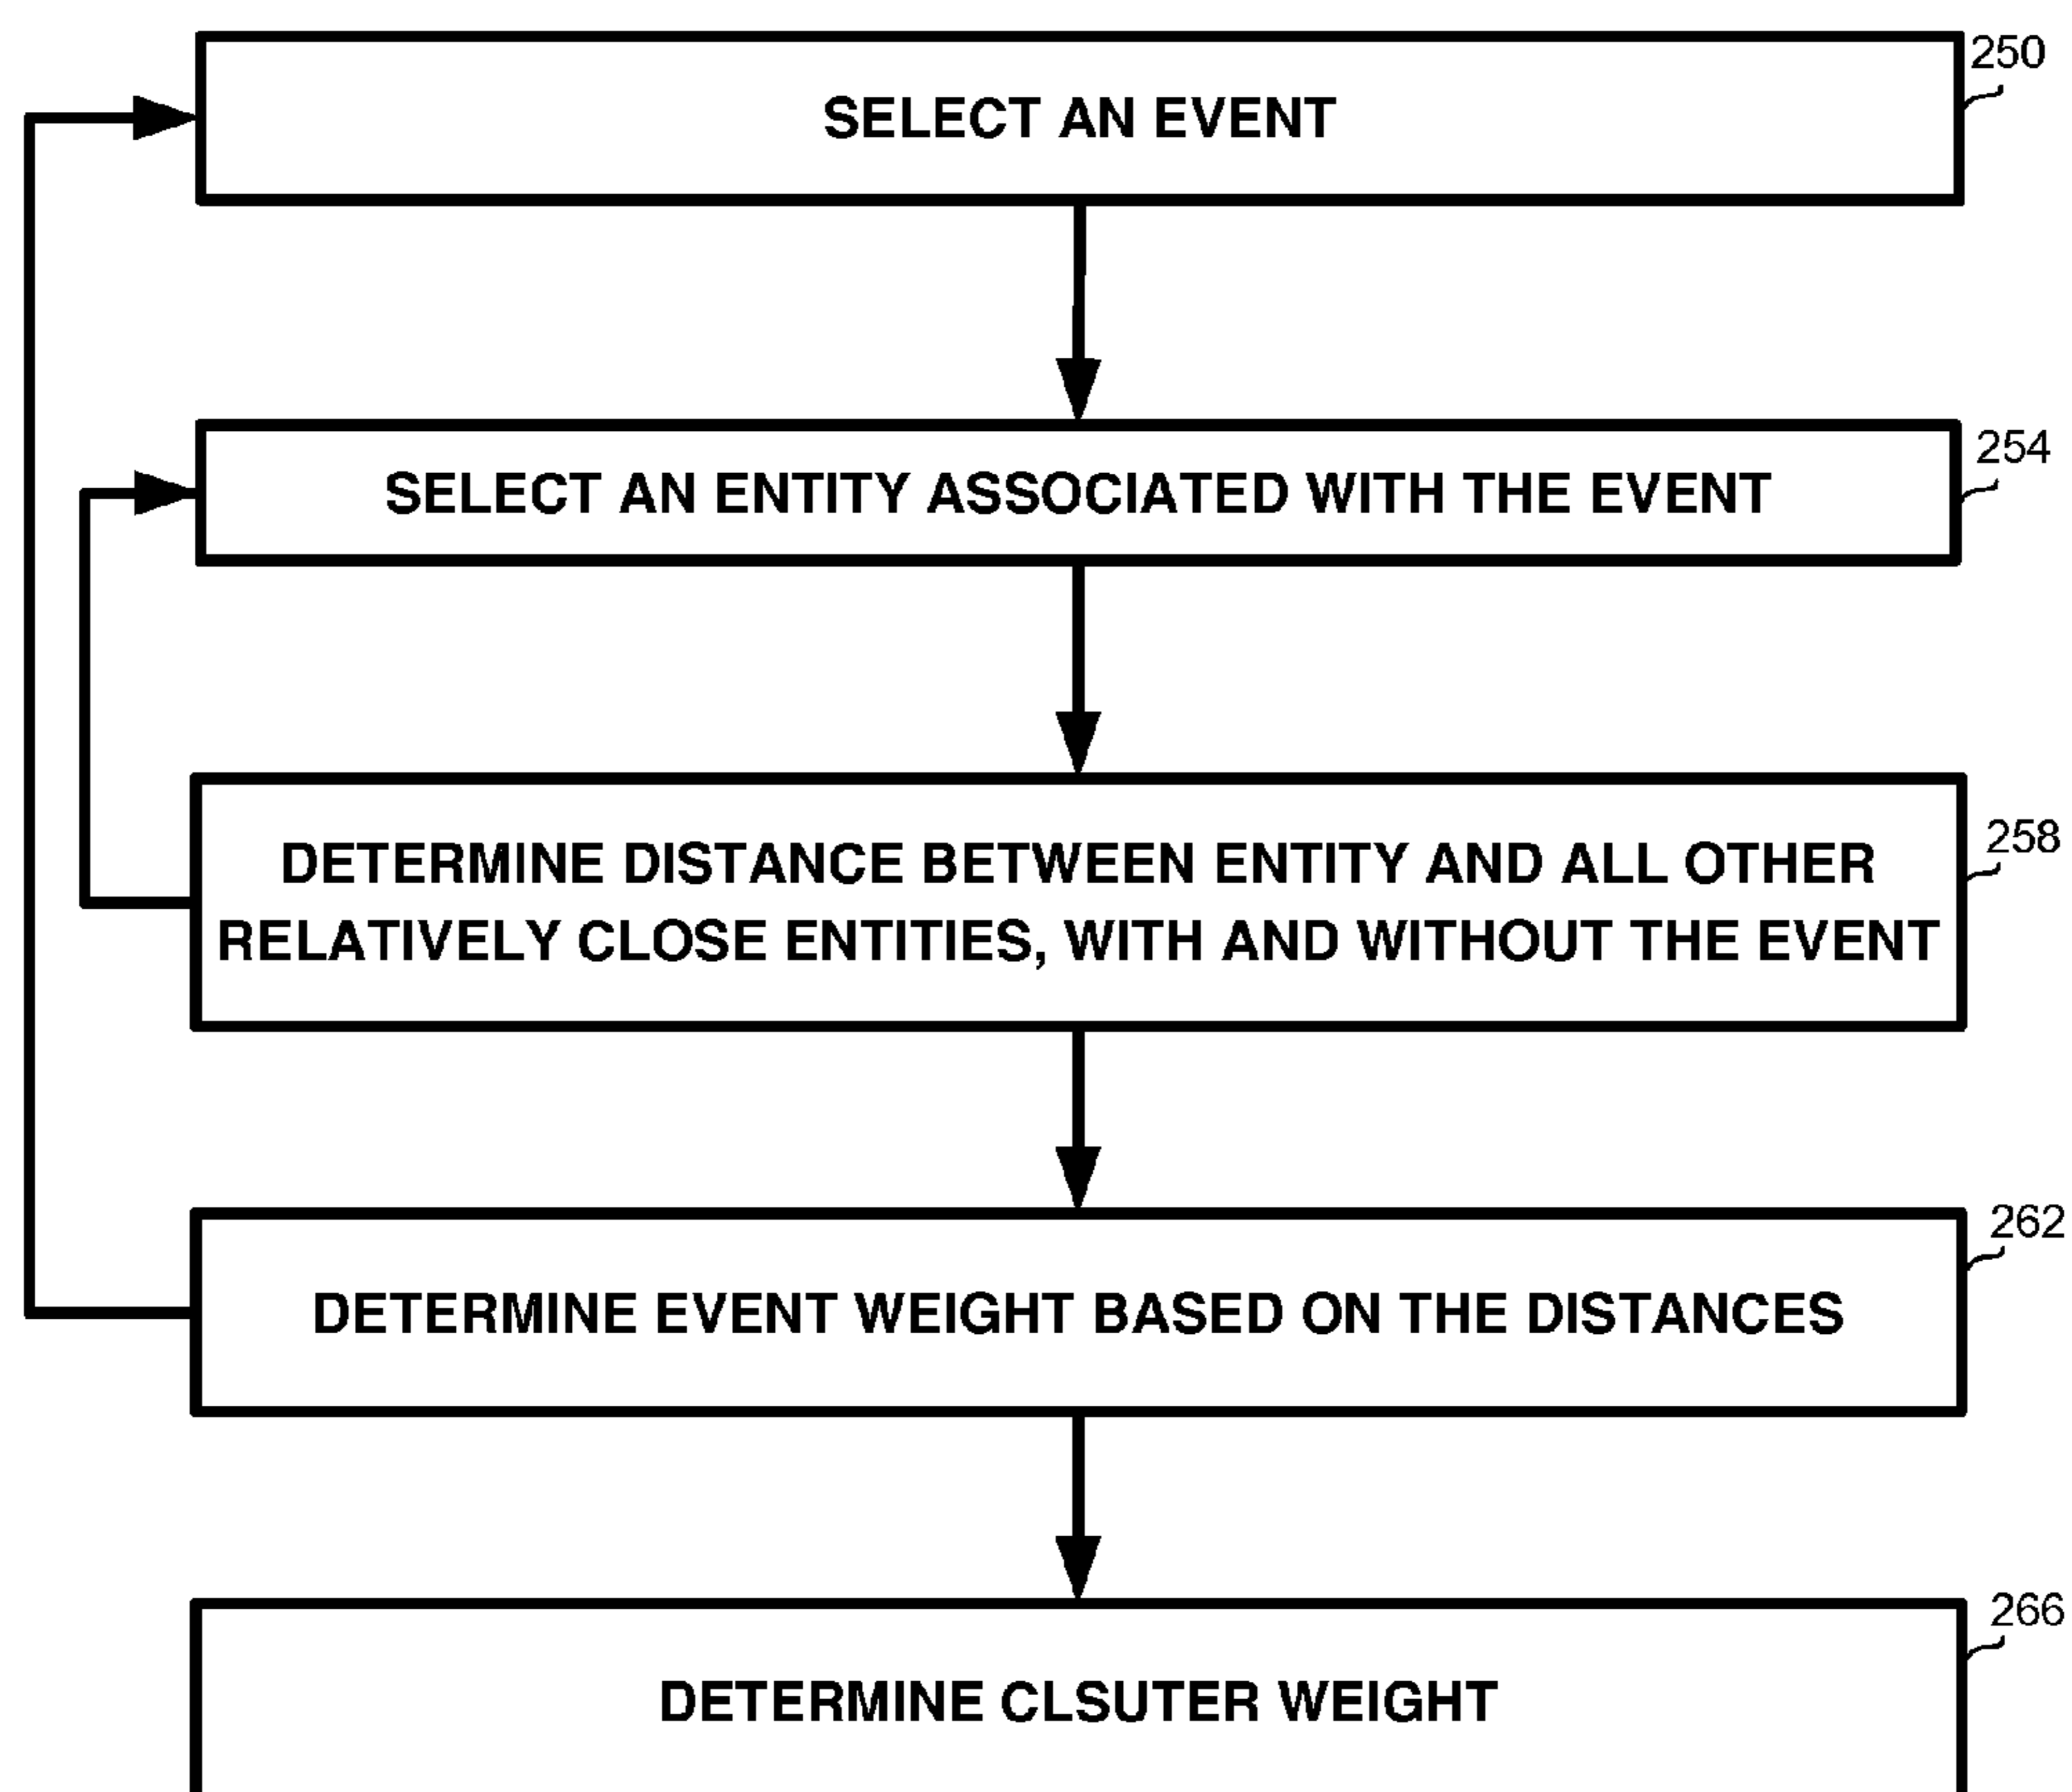 250
SELECT AN EVENT
254
SELECT AN ENTITY ASSOCIATED WITH THE EVENT
258
DETERMINE DISTANCE BETWEEN ENTITY AND ALL OTHER
RELATIVELY CLOSE ENTITIES, WITH AND WITHOUT THE EVENT
262
DETERMINE EVENT WEIGHT BASED ON THE DISTANCES
266
DETERMINE CLSUTER WEIGHT